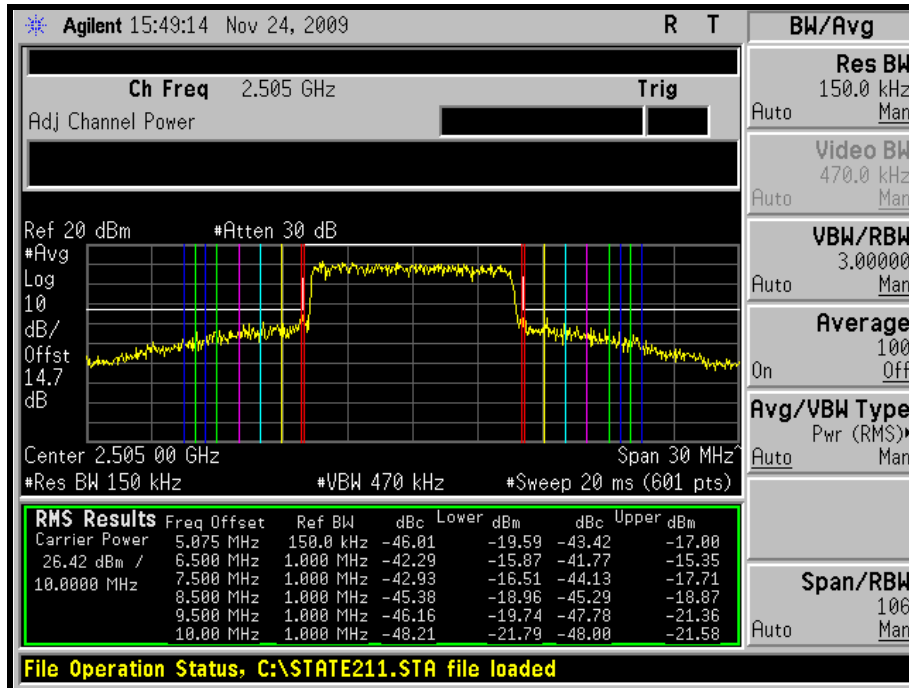 Agilent 15:49:14 Nov 24, 2009 R T
BW/Avg
Ch Freq 2.505 GHz Trig
Adj Channel Power
Res BW
150.0 kHz
Auto Man
Video BW
470.0 kHz
Auto Man
VBW/RBW
3.00000
Auto Man
Average
100
On Off
Avg/VBW Type
Pwr (RMS)
Auto Man
Span/RBW
106
Auto Man
Ref 20 dBm #Atten 30 dB
#Avg
Log
10
dB/
Offst
14.7
dB
Center 2.505 00 GHz Span 30 MHz^
#Res BW 150 kHz #VBW 470 kHz #Sweep 20 ms (601 pts)
RMS Results Freq Offset Ref BW dBc Lower dBm dBc Upper dBm
Carrier Power 5.075 MHz 150.0 kHz -46.01 -19.59 -43.42 -17.00
26.42 dBm / 6.500 MHz 1.000 MHz -42.29 -15.87 -41.77 -15.35
10.0000 MHz 7.500 MHz 1.000 MHz -42.93 -16.51 -44.13 -17.71
8.500 MHz 1.000 MHz -45.38 -18.96 -45.29 -18.87
9.500 MHz 1.000 MHz -46.16 -19.74 -47.78 -21.36
10.00 MHz 1.000 MHz -48.21 -21.79 -48.00 -21.58
File Operation Status, C:\STATE211.STA file loaded